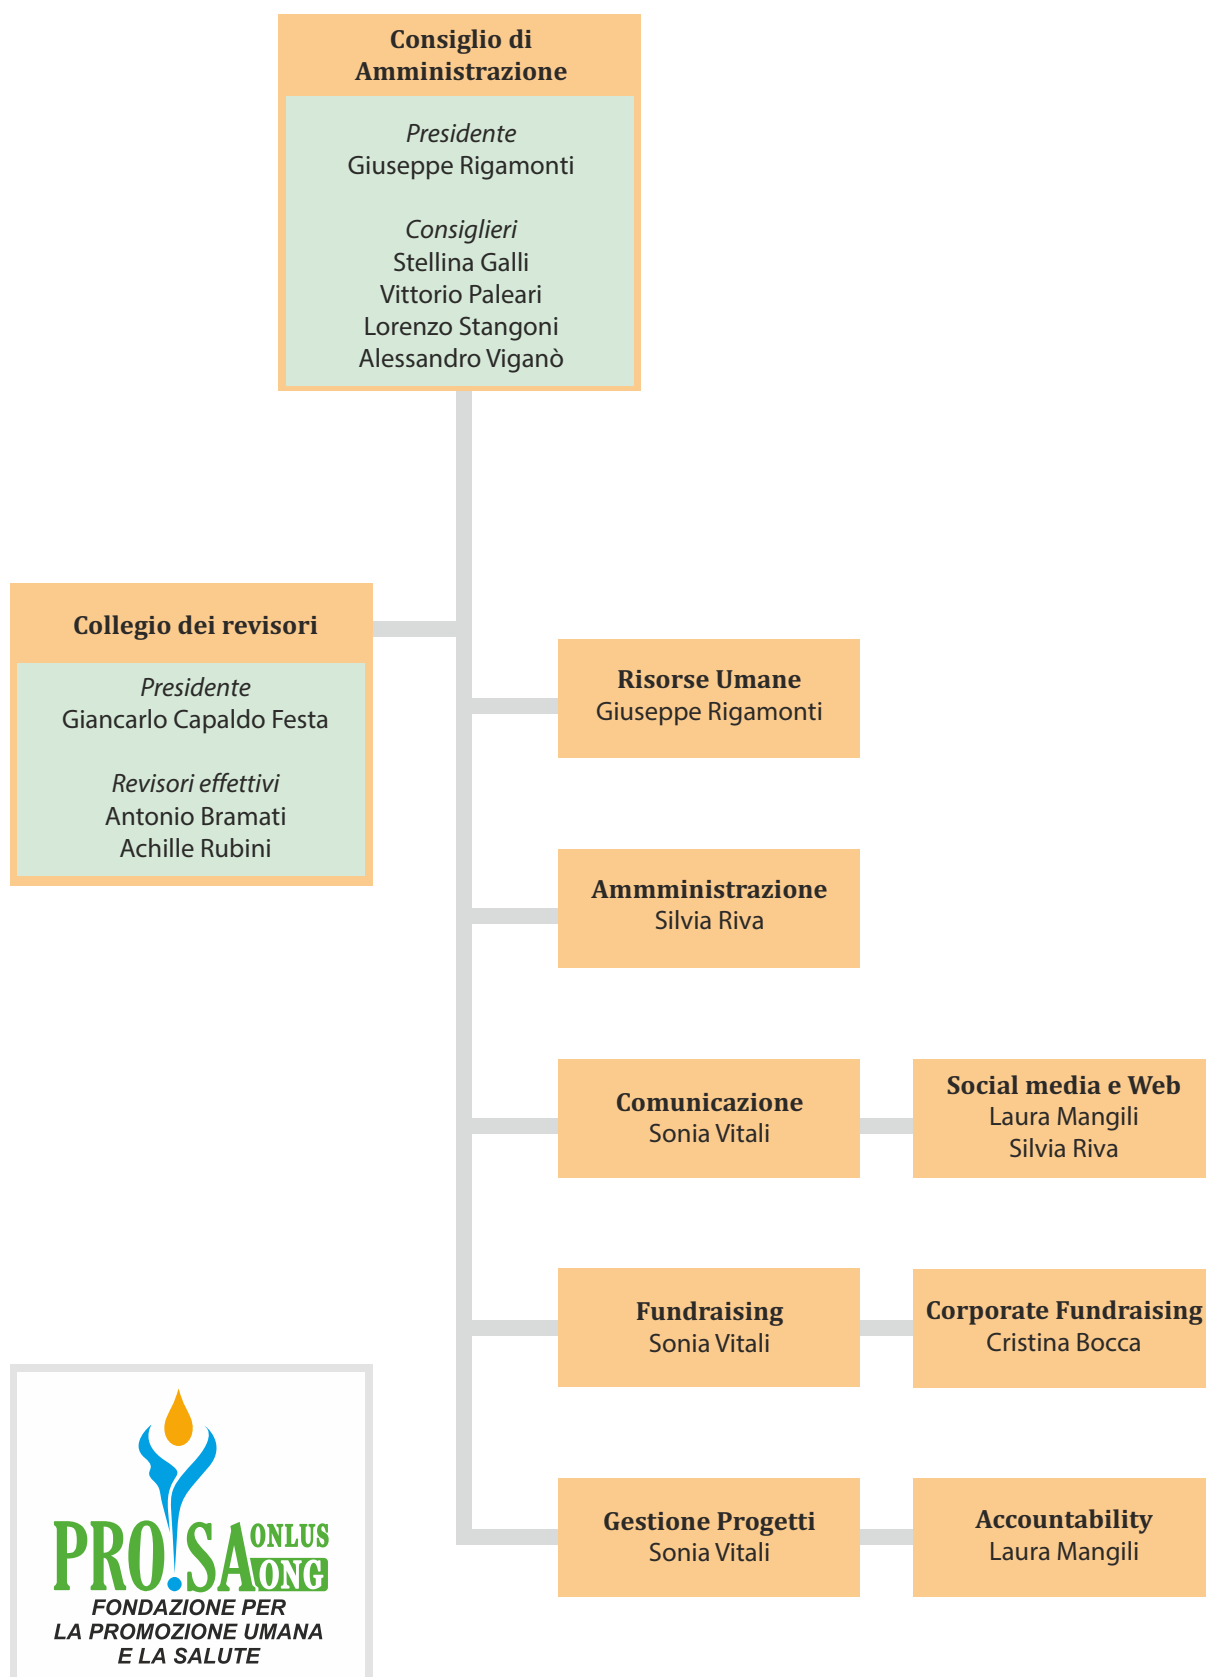 Consiglio di
Amministrazione
Presidente
Giuseppe Rigamonti
Consiglieri
Stellina Galli
Vittorio Paleari
Lorenzo Stangoni
Alessandro Viganò
Collegio dei revisori
Presidente
Giancarlo Capaldo Festa
Revisori effettivi
Antonio Bramati
Achille Rubini
Risorse Umane
Giuseppe Rigamonti
Ammministrazione
Silvia Riva
Comunicazione
Sonia Vitali
Social media e Web
Laura Mangili
Silvia Riva
Fundraising
Sonia Vitali
Corporate Fundraising
Cristina Bocca
Gestione Progetti
Sonia Vitali
Accountability
Laura Mangili
PRO.SA ONLUS
ONG
FONDAZIONE PER
LA PROMOZIONE UMANA
E LA SALUTE